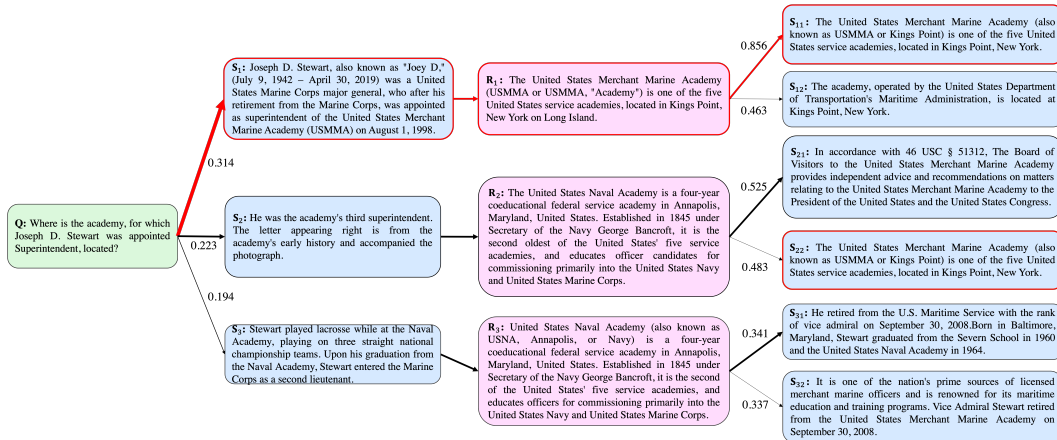 Q: Where is the academy, for which
Joseph D. Stewart was appointed
Superintendent, located?
0.314
0.223
0.194
S1: Joseph D. Stewart, also known as "Joey D,"
(July 9, 1942 – April 30, 2019) was a United
States Marine Corps major general, who after his
retirement from the Marine Corps, was appointed
as superintendent of the United States Merchant
Marine Academy (USMMA) on August 1, 1998.
S2: He was the academy's third superintendent.
The letter appearing right is from the
academy's early history and accompanied the
photograph.
S3: Stewart played lacrosse while at the Naval
Academy, playing on three straight national
championship teams. Upon his graduation from
the Naval Academy, Stewart entered the Marine
Corps as a second lieutenant.
R1: The United States Merchant Marine Academy
(USMMA or USMMA, "Academy") is one of the five
United States service academies, located in Kings Point,
New York on Long Island.
R2: The United States Naval Academy is a four-year
coeducational federal service academy in Annapolis,
Maryland, United States. Established in 1845 under
Secretary of the Navy George Bancroft, it is the
second oldest of the United States' five service
academies, and educates officer candidates for
commissioning primarily into the United States Navy
and United States Marine Corps.
R3: United States Naval Academy (also known as
USNA, Annapolis, or Navy) is a four-year
coeducational federal service academy in Annapolis,
Maryland, United States. Established in 1845 under
Secretary of the Navy George Bancroft, it is the second
of the United States' five service academies, and
educates officers for commissioning primarily into the
United States Navy and United States Marine Corps.
0.856
0.463
0.525
0.483
0.341
0.337
S11: The United States Merchant Marine Academy (also
known as USMMA or Kings Point) is one of the five United
States service academies, located in Kings Point, New York.
S12: The academy, operated by the United States Department
of Transportation's Maritime Administration, is located at
Kings Point, New York.
S21: In accordance with 46 USC § 51312, The Board of
Visitors to the United States Merchant Marine Academy
provides independent advice and recommendations on matters
relating to the United States Merchant Marine Academy to the
President of the United States and the United States Congress.
S22: The United States Merchant Marine Academy (also
known as USMMA or Kings Point) is one of the five United
States service academies, located in Kings Point, New York.
S31: He retired from the U.S. Maritime Service with the rank
of vice admiral on September 30, 2008.Born in Baltimore,
Maryland, Stewart graduated from the Severn School in 1960
and the United States Naval Academy in 1964.
S32: It is one of the nation's prime sources of licensed
merchant marine officers and is renowned for its maritime
education and training programs. Vice Admiral Stewart retired
from the United States Merchant Marine Academy on
September 30, 2008.